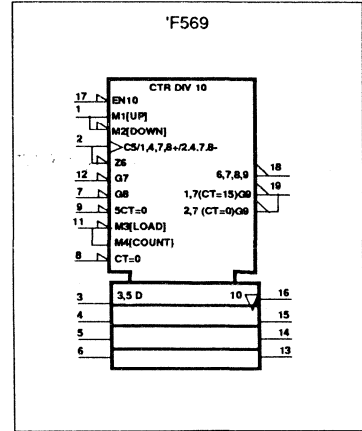 'F569
CTR DIV 10
17 EN10
1 M1[UP]
M2[DOWN]
2 C5/1,4,7,8+/2.4.7.8-
Z6
12 G7
7 G8
9 5CT=0
11 M3[LOAD]
M4{COUNT}
8 CT=0
6,7,8,9 18
1,7(CT=15)G9 19
2,7 (CT=0)G9
3 3,5 D 10 16
4 15
5 14
6 13